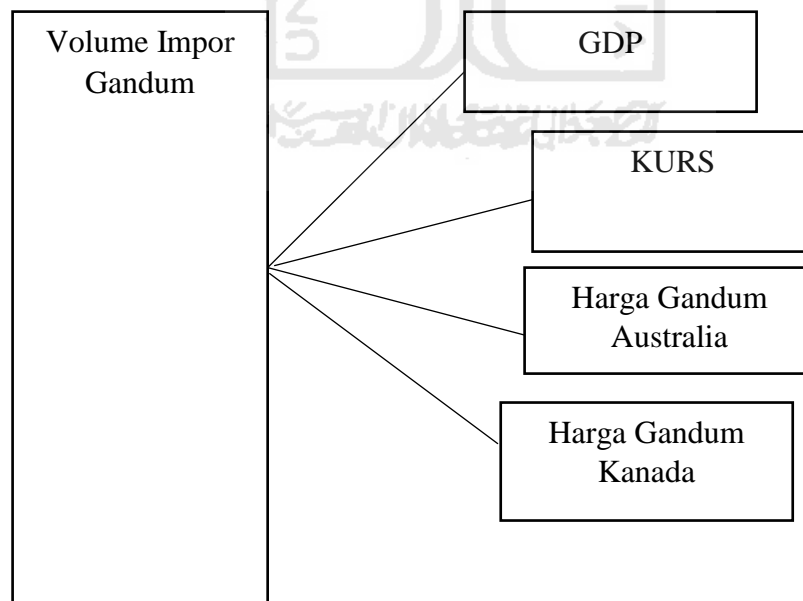 Volume Impor
Gandum
GDP
KURS
Harga Gandum
Australia
Harga Gandum
Kanada